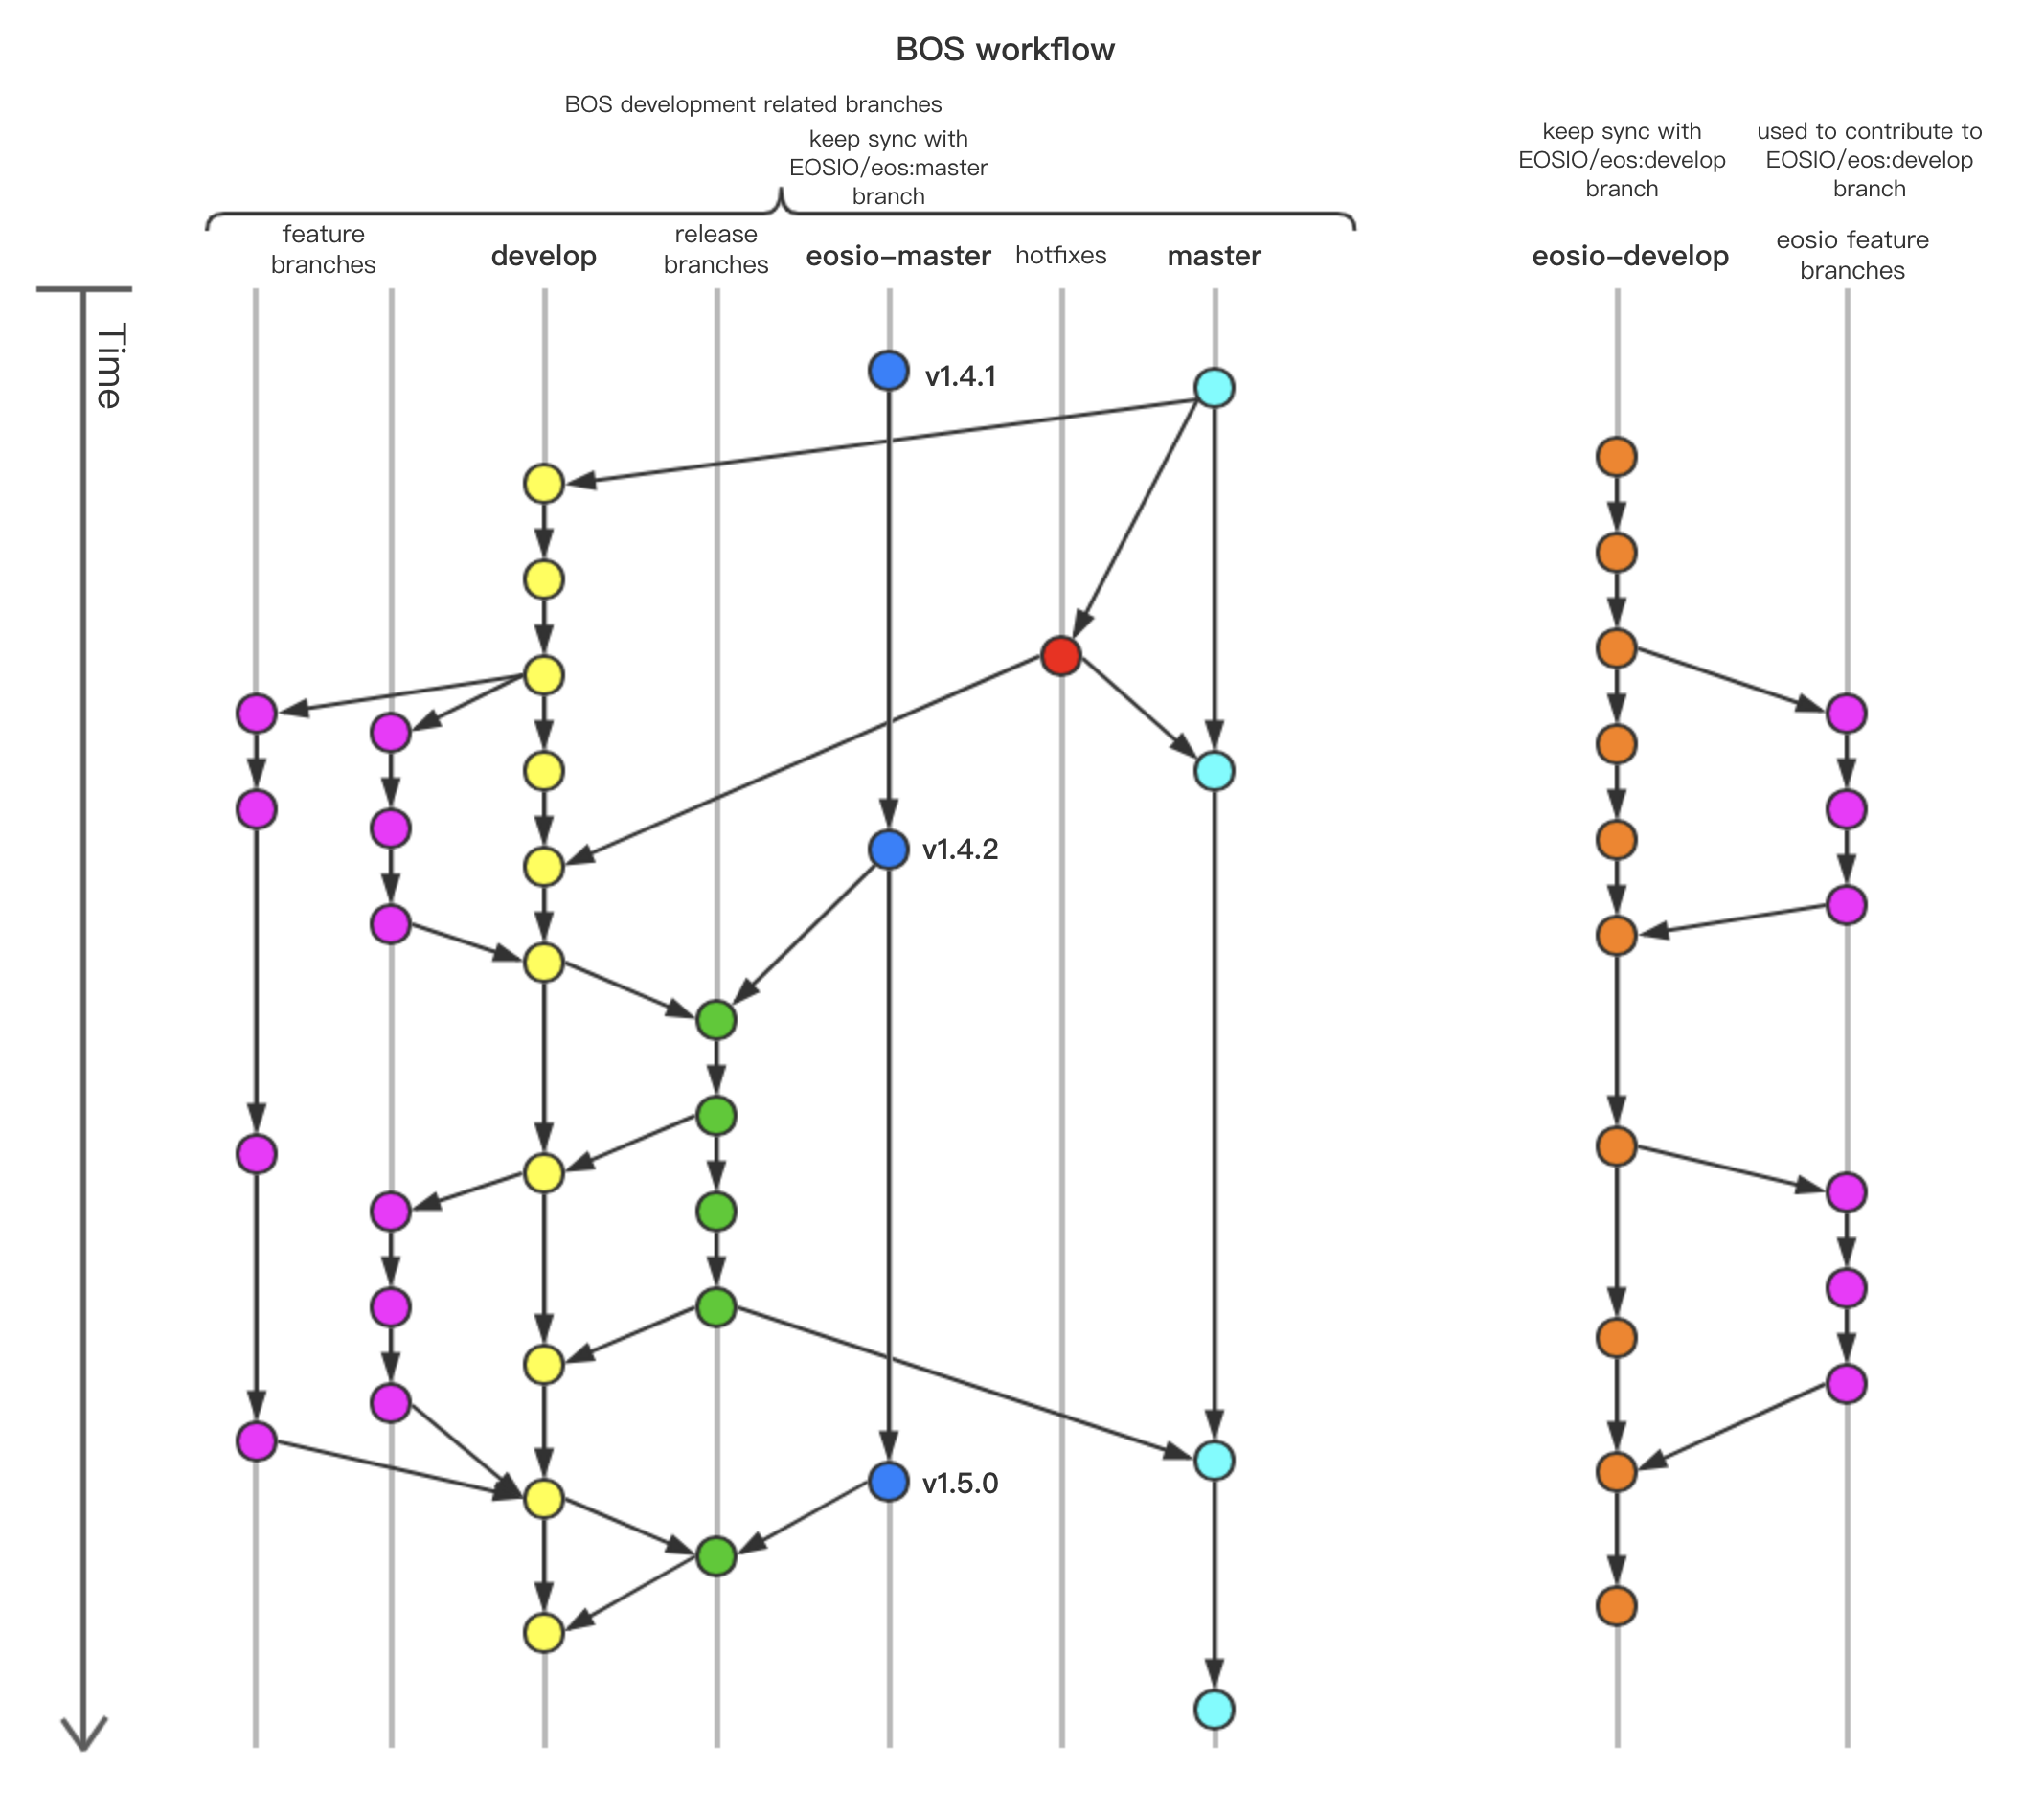 BOS workflow
BOS development related branches
keep sync with
EOSIO/eos:master
branch
keep sync with
EOSIO/eos:develop
branch
used to contribute to
EOSIO/eos:develop
branch
feature
branches
develop
release
branches
eosio-master
hotfixes
master
eosio-develop
eosio feature
branches
Time
v1.4.1
v1.4.2
v1.5.0